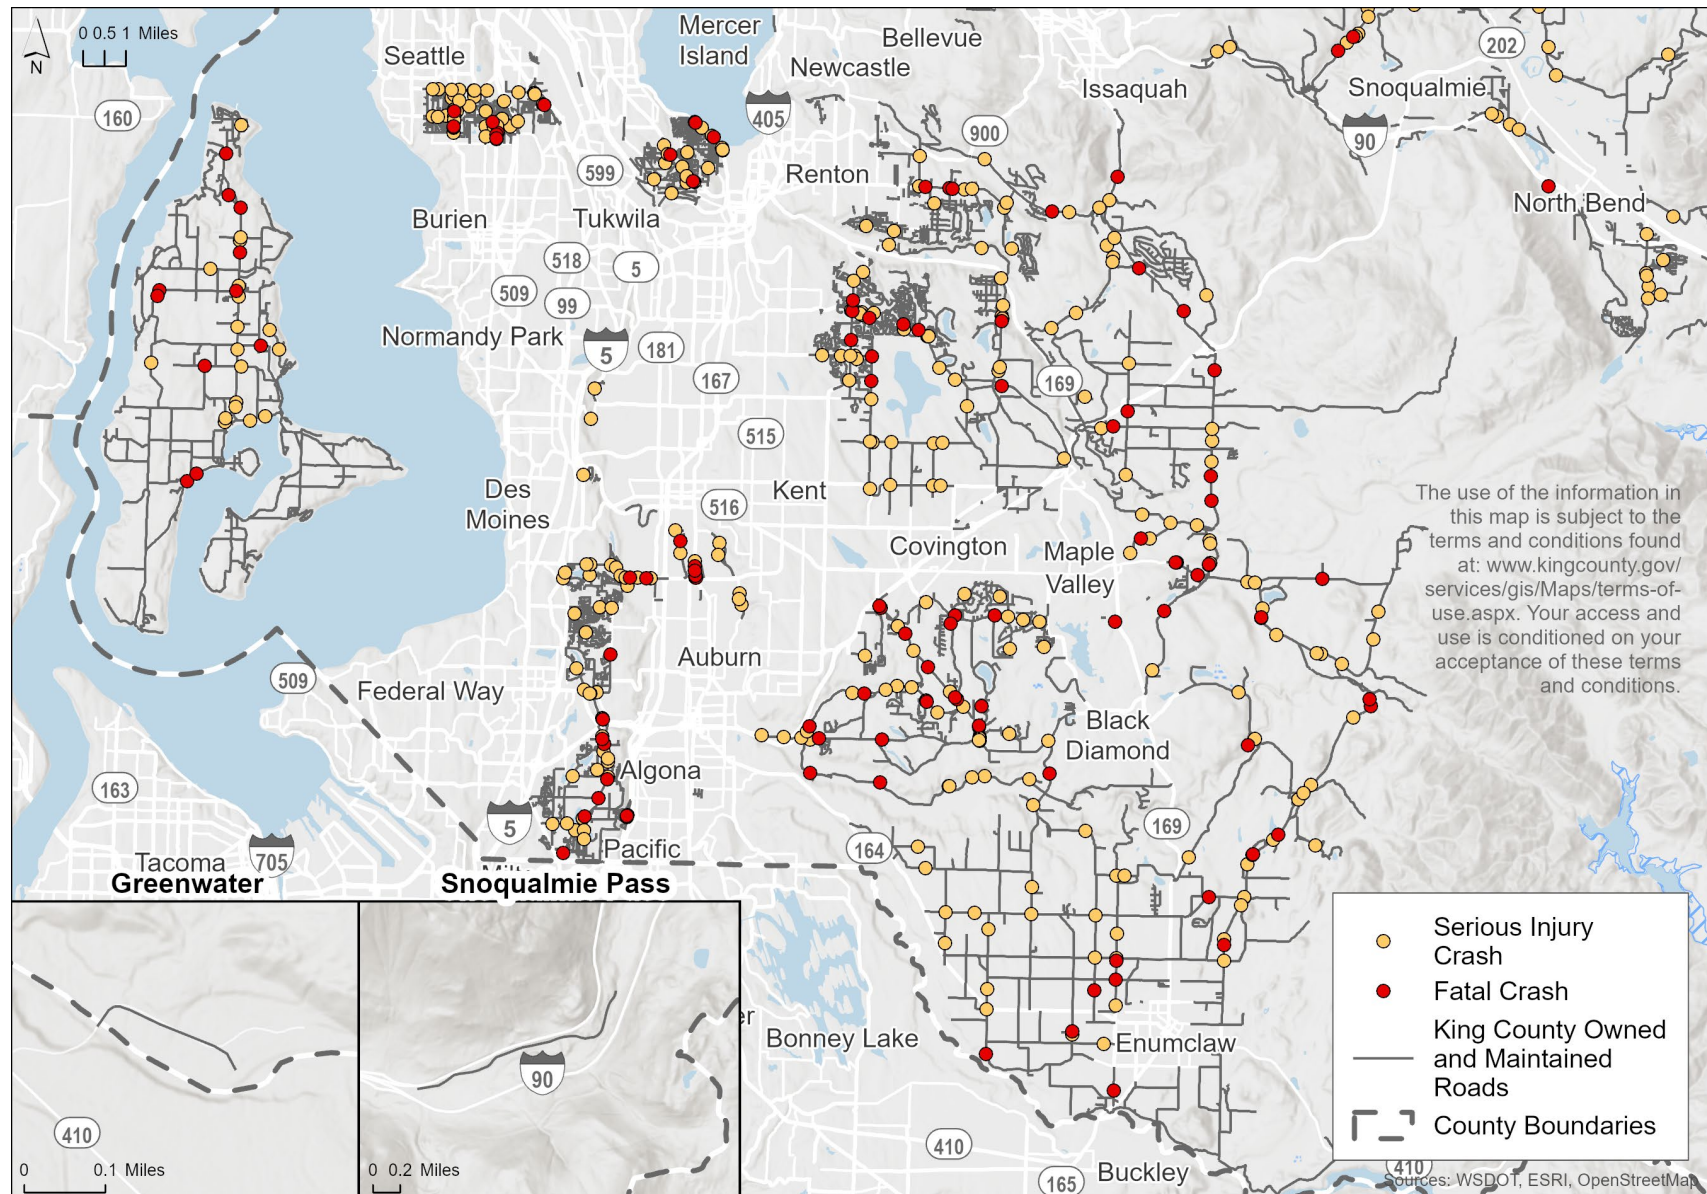 0 0.5 1 Miles
N
Seattle
Mercer
Island
Bellevue
Newcastle
Issaquah
202
Snoqualmie
160
405
900
90
599
Renton
Burien
Tukwila
North Bend
518
5
509
99
Normandy Park
5
181
167
169
515
Des
Moines
Kent
516
Covington
Maple
Valley
The use of the information in
this map is subject to the
terms and conditions found
at: www.kingcounty.gov/
services/gis/Maps/terms-of-
use.aspx. Your access and
use is conditioned on your
acceptance of these terms
and conditions.
Auburn
509
Federal Way
Black
Diamond
Algona
163
5
169
705
Tacoma
Pacific
164
Greenwater
Snoqualmie Pass
Serious Injury
Crash
Fatal Crash
King County Owned
and Maintained
Roads
County Boundaries
Bonney Lake
Enumclaw
90
410
0 0.1 Miles
0 0.2 Miles
410
165
Buckley
410
Sources: WSDOT, ESRI, OpenStreetMap